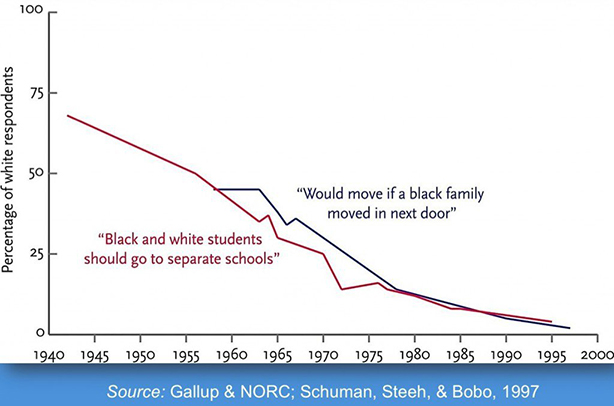 100
75
50
25
0
Percentage of white respondents
“Would move if a black family
moved in next door”
“Black and white students
should go to separate schools”
1940 1945 1950 1955 1960 1965 1970 1975 1980 1985 1990 1995 2000
Source: Gallup & NORC; Schuman, Steeh, & Bobo, 1997